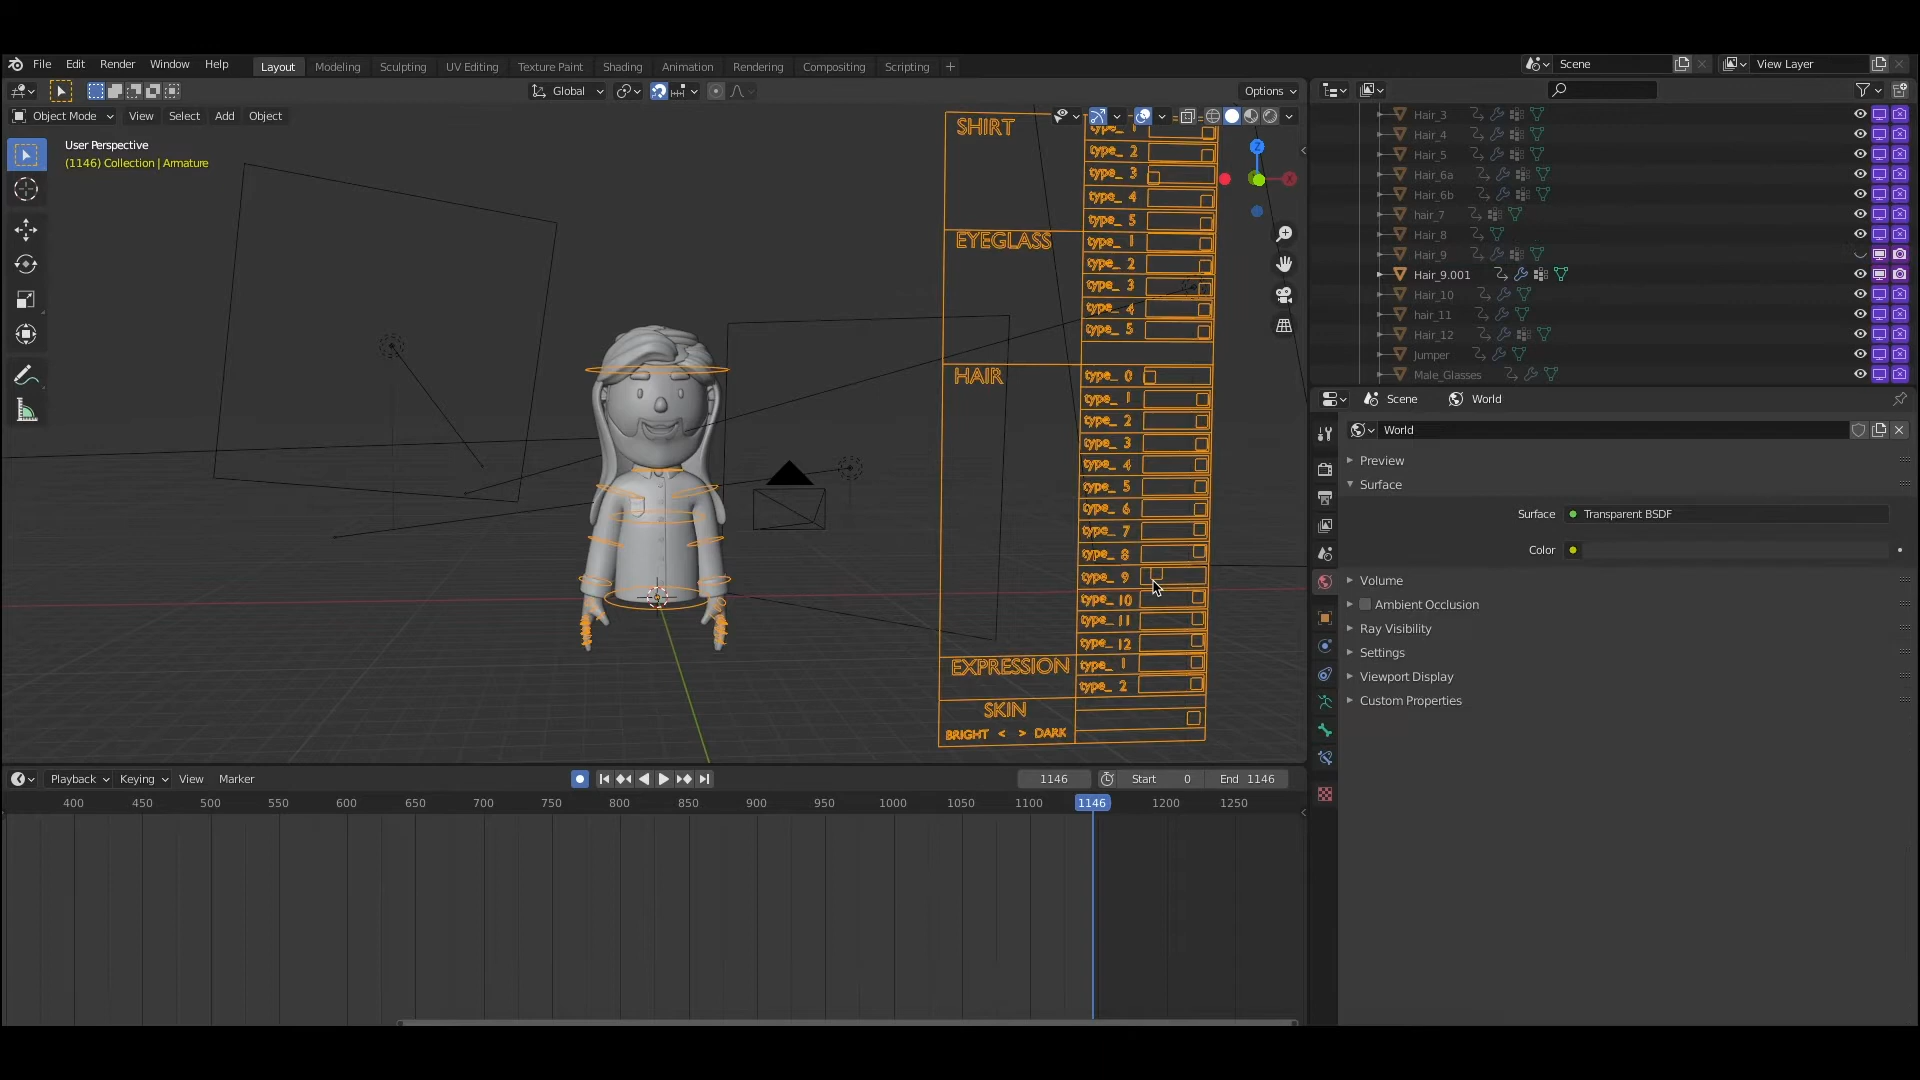 File Edit Render Window Help Layout Modeling Sculpting UV Editing Texture Paint Shading Animation Rendering Compositing Scripting + Scene View Layer
Global Options
Object Mode View Select Add Object
User Perspective
(1146) Collection | Armature
SHIRT
type_ 1
type_ 2
type_ 3
type_ 4
type_ 5
EYEGLASS type_ 1
type_ 2
type_ 3
type_ 4
type_ 5
HAIR type_ 0
type_ 1
type_ 2
type_ 3
type_ 4
type_ 5
type_ 6
type_ 7
type_ 8
type_ 9
type_ 10
type_ 11
type_ 12
EXPRESSION type_ 1
type_ 2
SKIN
BRIGHT < > DARK
Z
X
Hair_3
Hair_4
Hair_5
Hair_6a
Hair_6b
hair_7
Hair_8
Hair_9
Hair_9.001
Hair_10
hair_11
Hair_12
Jumper
Male_Glasses
Scene World
World
Preview
Surface
Surface Transparent BSDF
Color
Volume
Ambient Occlusion
Ray Visibility
Settings
Viewport Display
Custom Properties
Playback Keying View Marker 1146 Start 0 End 1146
400 450 500 550 600 650 700 750 800 850 900 950 1000 1050 1100 1146 1200 1250